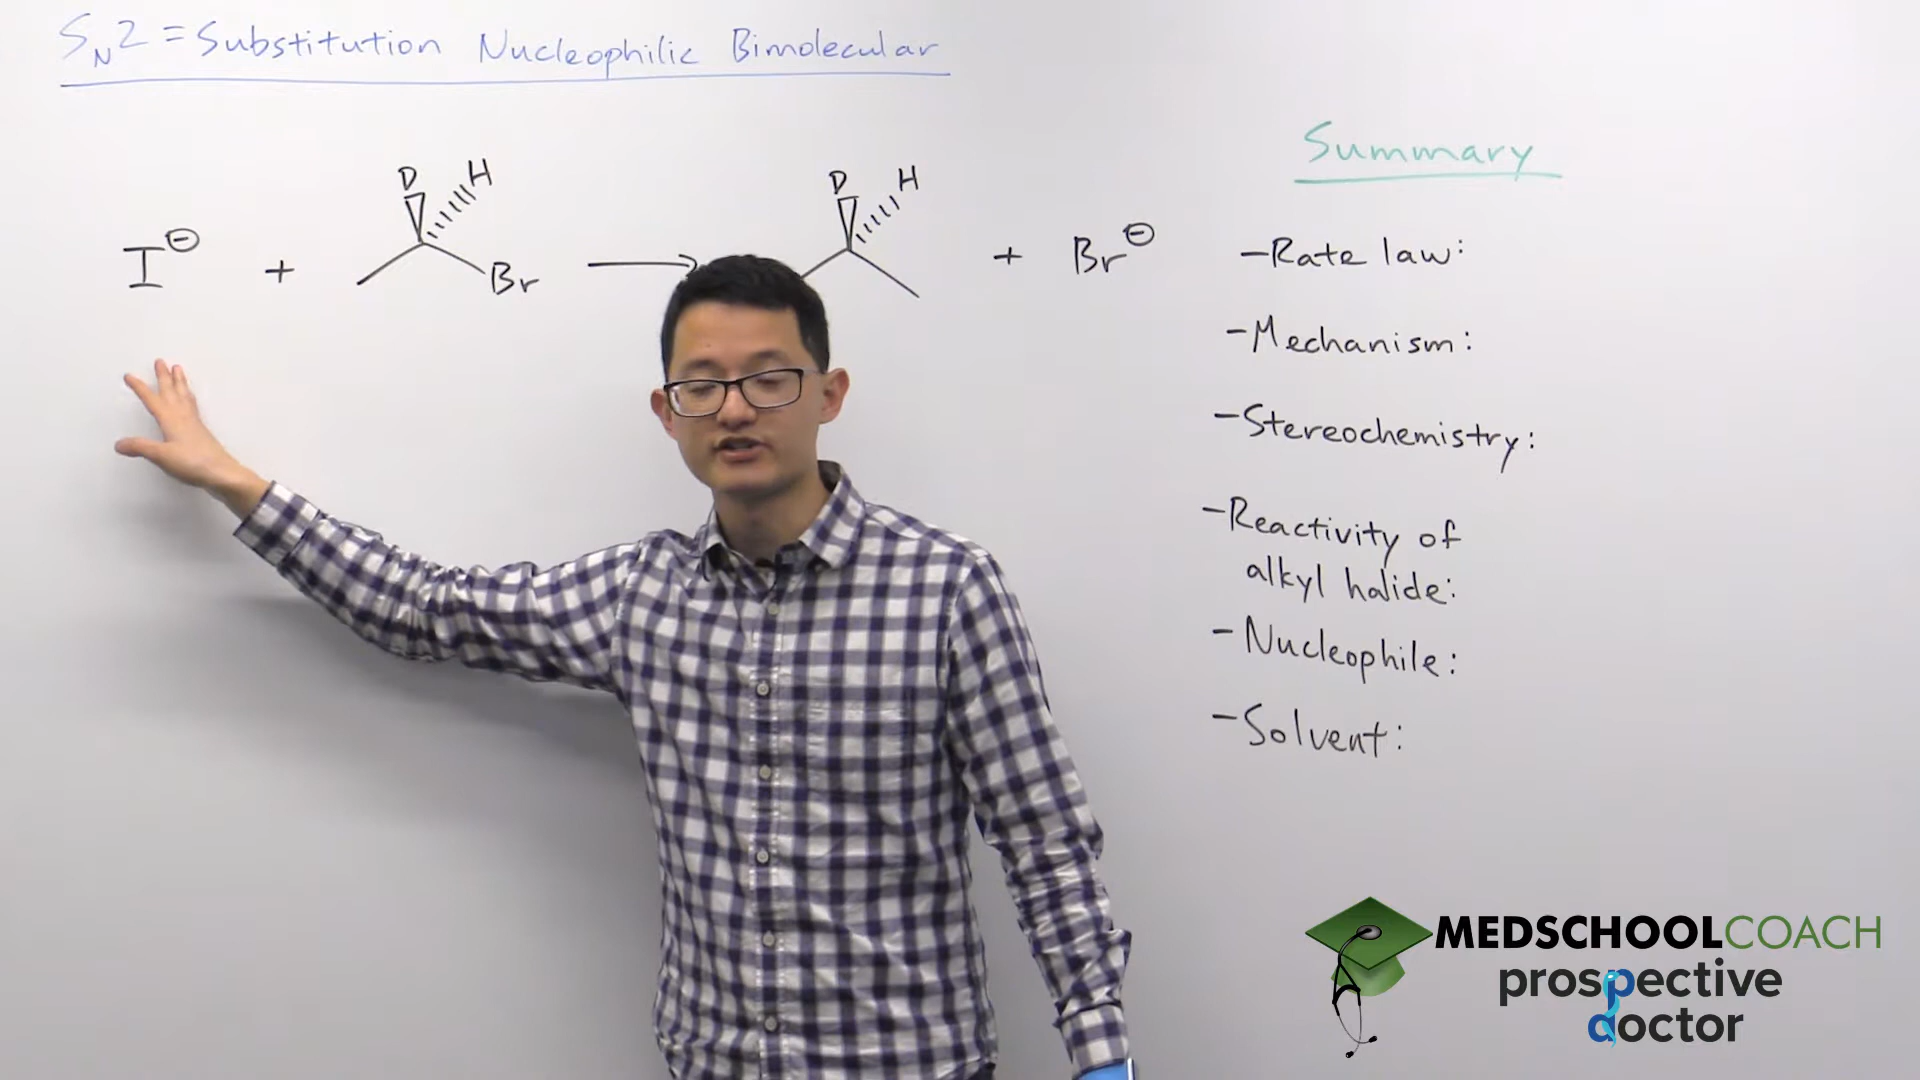 SN2 = Substitution Nucleophilic Bimolecular
I⊖ + D H Br → D H + Br⊖
Summary
-Rate law:
-Mechanism:
-Stereochemistry:
-Reactivity of
alkyl halide:
-Nucleophile:
-Solvent:
MEDSCHOOLCOACH
prospective
doctor